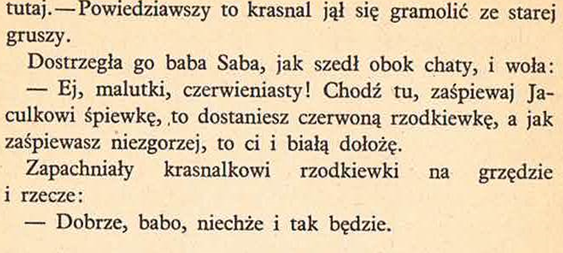 tutaj.—Powiedziawszy to krasnal jął się gramolić ze starej
gruszy.
Dostrzegła go baba Saba, jak szedł obok chaty, i woła:
— Ej, malutki, czerwieniasty! Chodź tu, zaśpiewaj Ja-
culkowi śpiewkę, to dostaniesz czerwoną rzodkiewkę, a jak
zaśpiewasz niezgorzej, to ci i białą dołożę.
Zapachniały krasnalkowi rzodkiewki na grzędzie
i rzecze:
— Dobrze, babo, niechże i tak będzie.